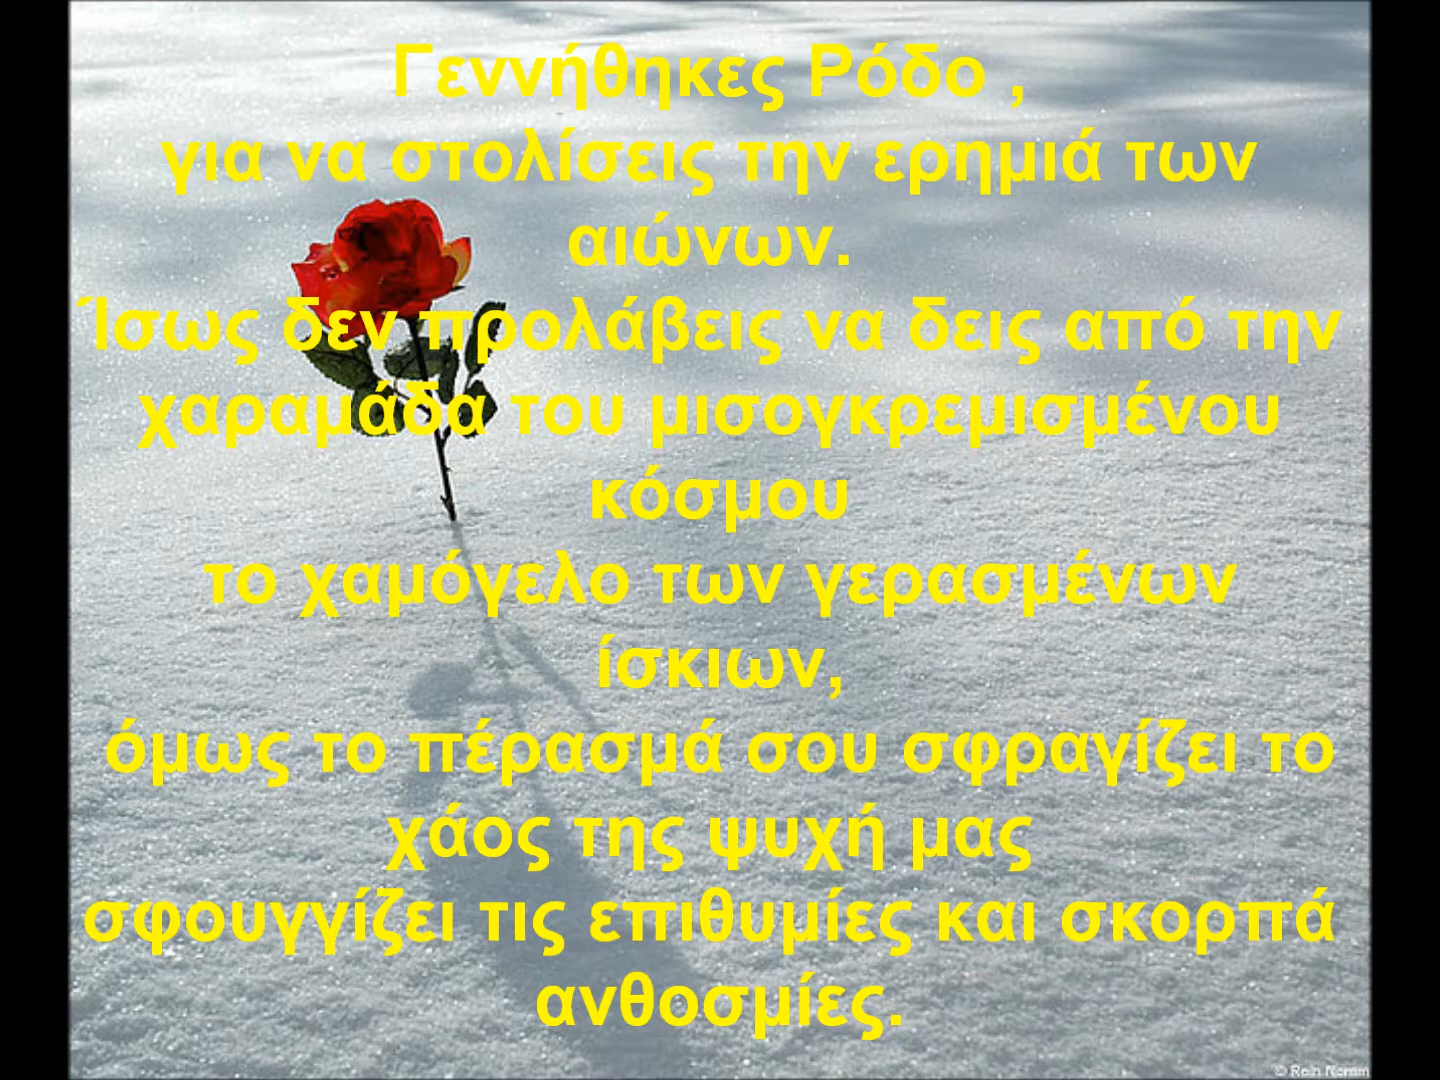 Γεννήθηκες Ρόδο ,
για να στολίσεις την ερημιά των
αιώνων.
Ίσως δεν προλάβεις να δεις από την
χαραμάδα του μισογκρεμισμένου
κόσμου
το χαμόγελο των γερασμένων
ίσκιων,
όμως το πέρασμά σου σφραγίζει το
χάος της ψυχή μας
σφουγγίζει τις επιθυμίες και σκορπά
ανθοσμίες.
© Rein Nomm